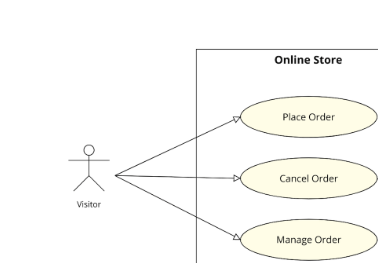 Online Store
Place Order
Cancel Order
Visitor
Manage Order